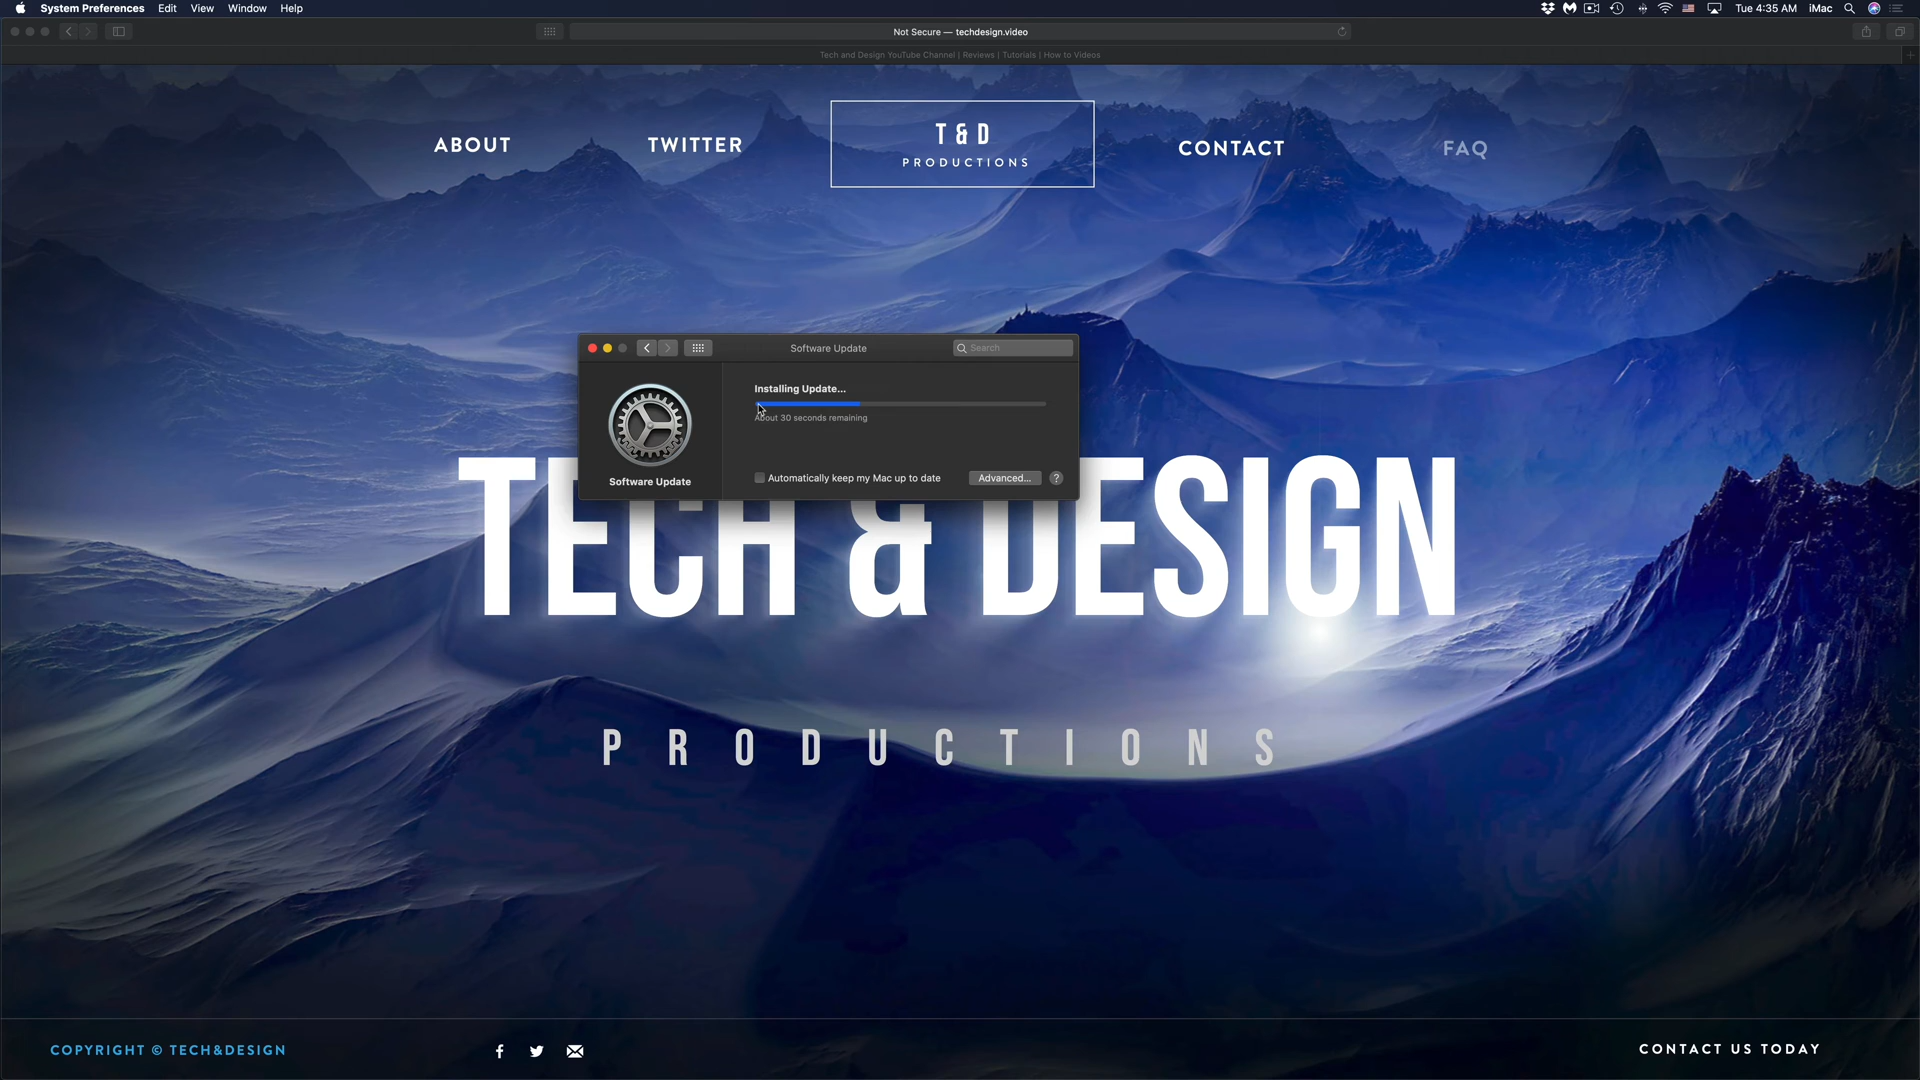 System Preferences Edit View Window Help
Tue 4:35 AM iMac
Not Secure — techdesign.video
Tech and Design YouTube Channel | Reviews | Tutorials | How to Videos
ABOUT
TWITTER
T & D
PRODUCTIONS
CONTACT
FAQ
Software Update
Search
Installing Update...
About 30 seconds remaining
Software Update
Automatically keep my Mac up to date
Advanced...
?
TECH & DESIGN
PRODUCTIONS
COPYRIGHT © TECH&DESIGN
CONTACT US TODAY